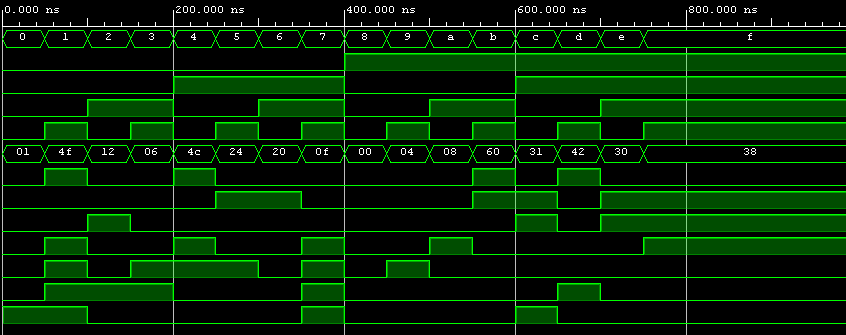 0.000 ns 200.000 ns 400.000 ns 600.000 ns 800.000 ns
0 1 2 3 4 5 6 7 8 9 a b c d e f
01 4f 12 06 4c 24 20 0f 00 04 08 60 31 42 30 38